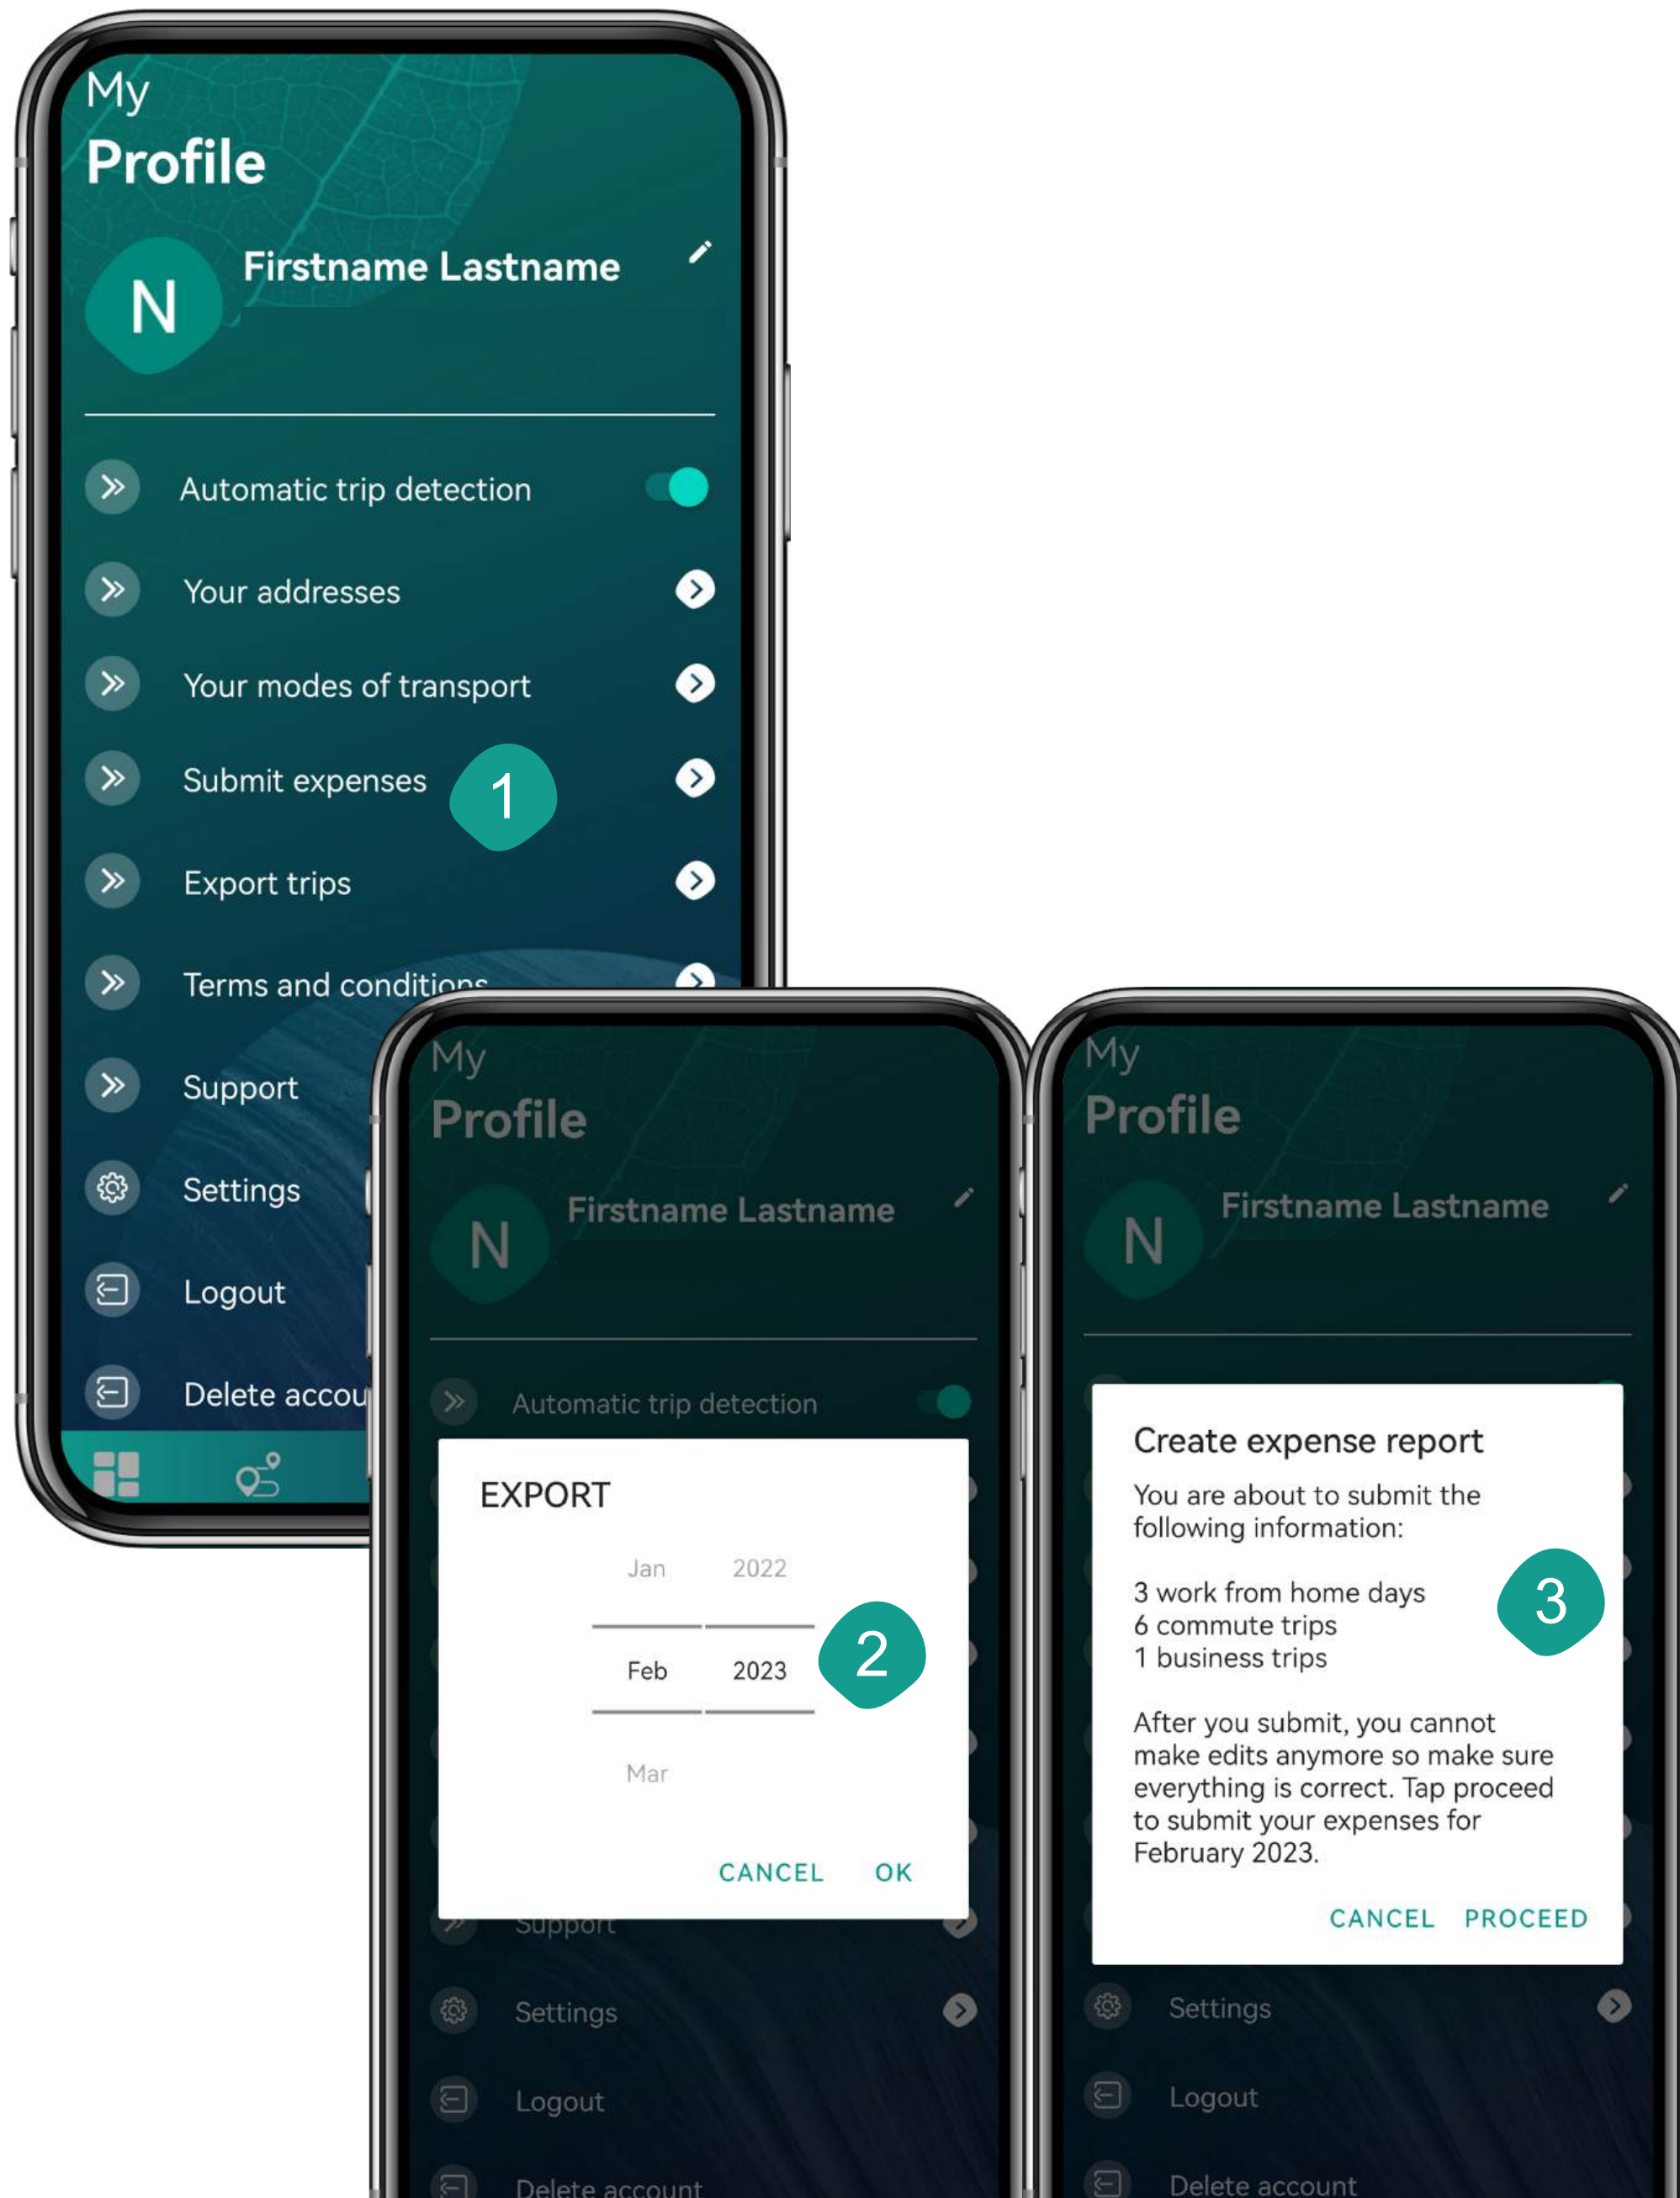 My
Profile
N
Firstname Lastname
Automatic trip detection
Your addresses
Your modes of transport
Submit expenses
1
Export trips
Terms and conditions
Support
Settings
Logout
Delete accou
My
Profile
N
Firstname Lastname
Automatic trip detection
EXPORT
Jan 2022
Feb 2023
2
Mar
CANCEL OK
Support
Settings
Logout
Delete account
My
Profile
N
Firstname Lastname
Create expense report
You are about to submit the
following information:
3 work from home days
6 commute trips
1 business trips
3
After you submit, you cannot
make edits anymore so make sure
everything is correct. Tap proceed
to submit your expenses for
February 2023.
CANCEL PROCEED
Settings
Logout
Delete account